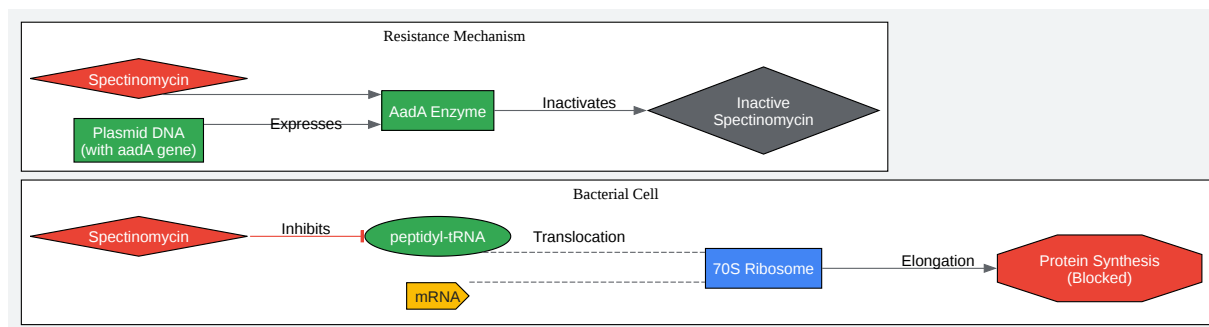 Resistance Mechanism
Spectinomycin
Plasmid DNA
(with aadA gene)
Expresses
AadA Enzyme
Inactivates
Inactive
Spectinomycin
Bacterial Cell
Spectinomycin
Inhibits
peptidyl-tRNA
Translocation
mRNA
70S Ribosome
Elongation
Protein Synthesis
(Blocked)